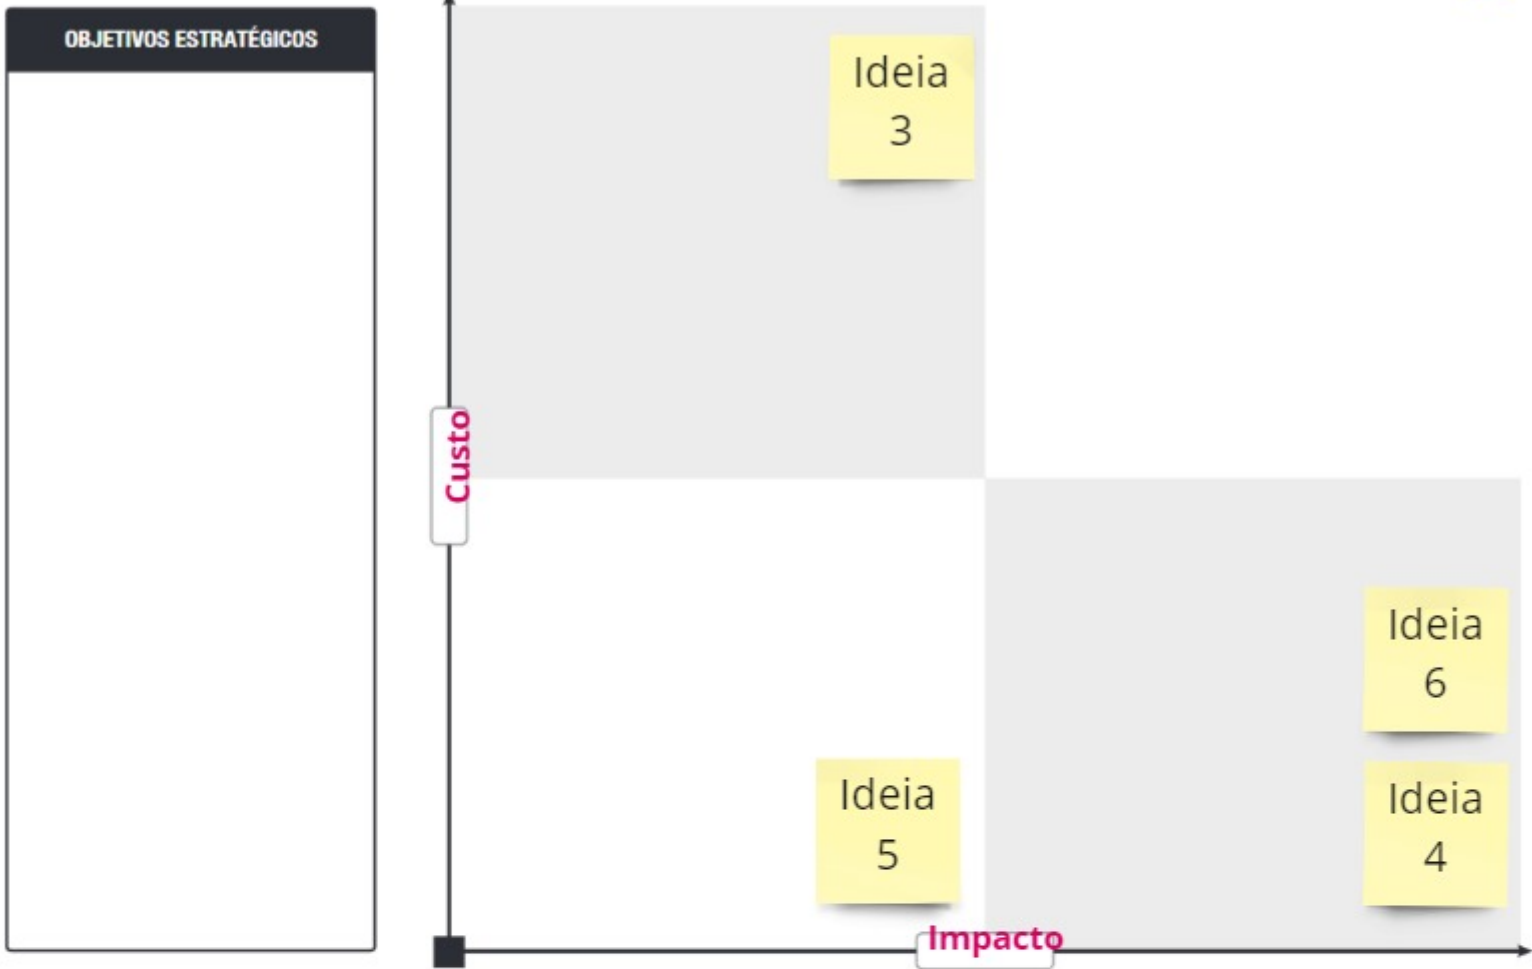 OBJETIVOS ESTRATÉGICOS
Ideia
3
Custo
Ideia
6
Ideia
5
Ideia
4
Impacto